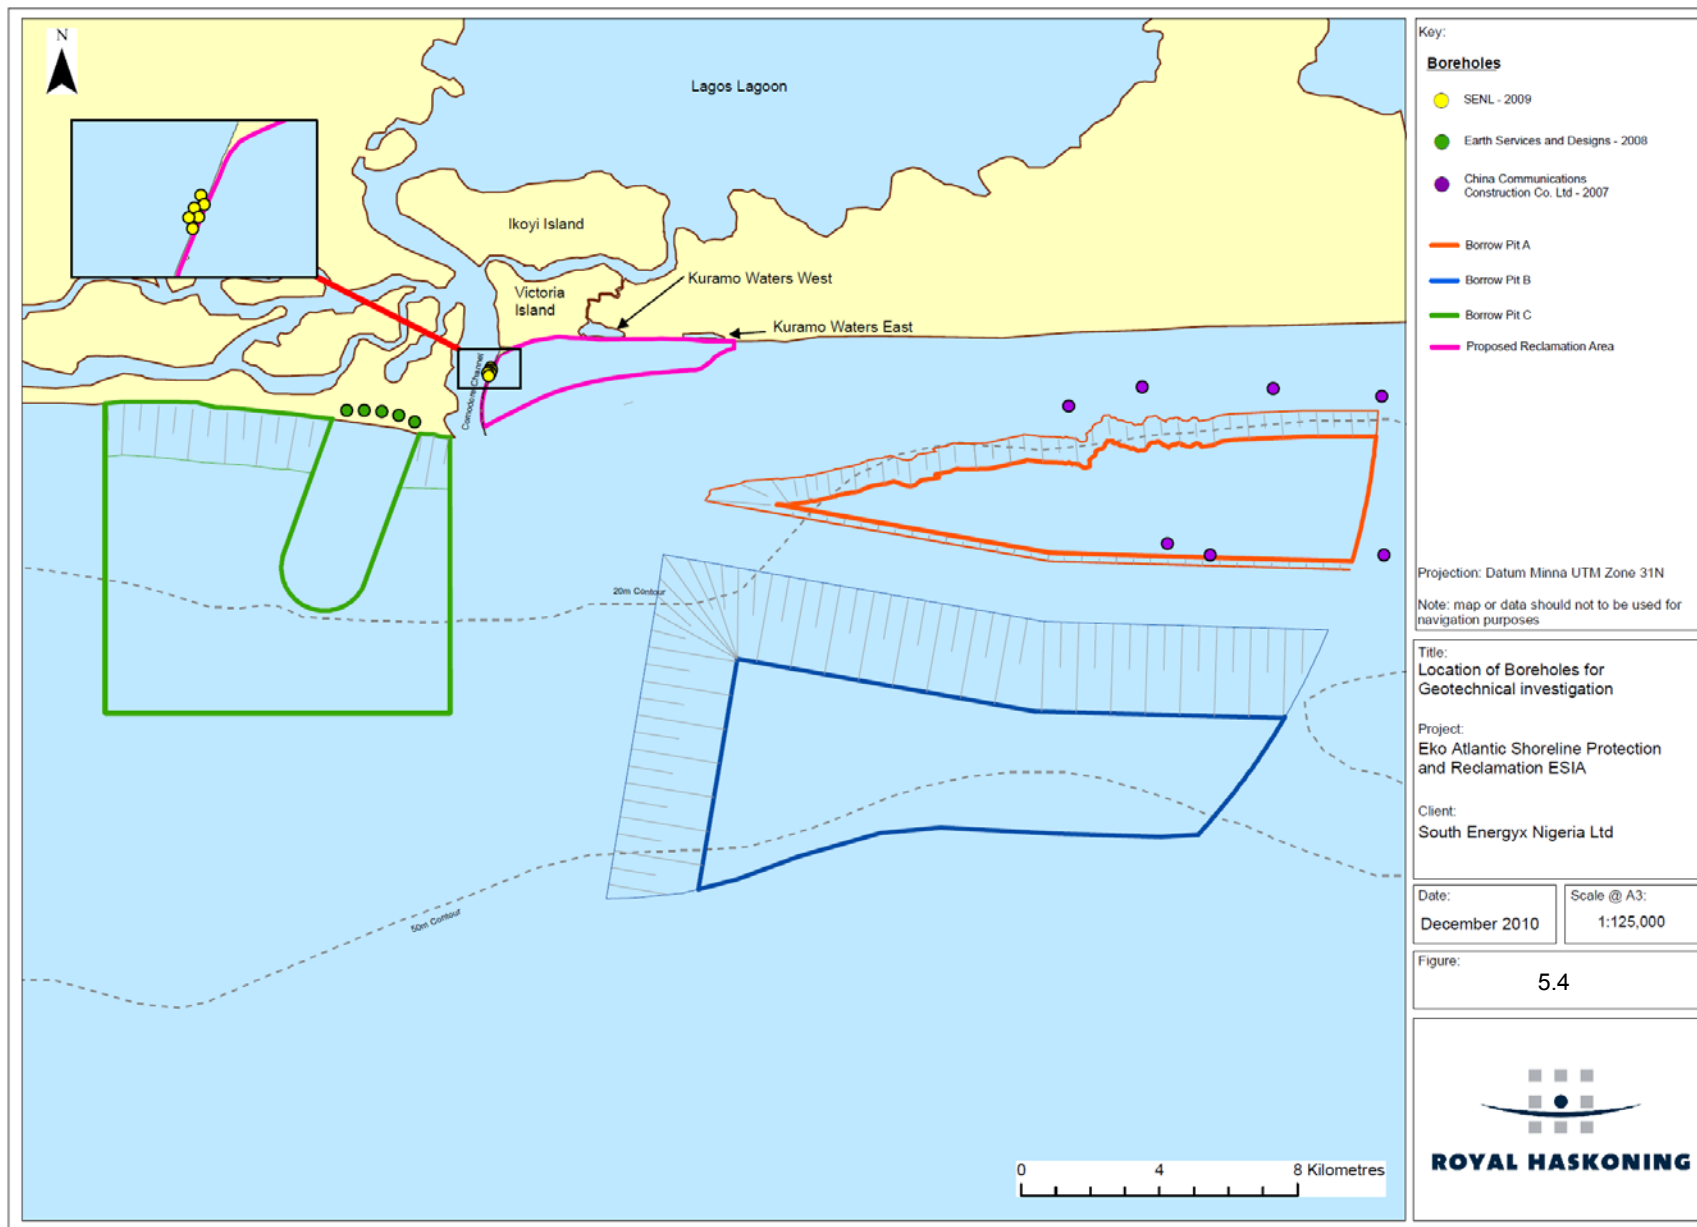 N
Lagos Lagoon
Ikoyi Island
Kuramo Waters West
Victoria
Island
Kuramo Waters East
Comodore Channel
20m Contour
50m Contour
0 4 8 Kilometres
Key:
Boreholes
SENL - 2009
Earth Services and Designs - 2008
China Communications
Construction Co. Ltd - 2007
Borrow Pit A
Borrow Pit B
Borrow Pit C
Proposed Reclamation Area
Projection: Datum Minna UTM Zone 31N
Note: map or data should not to be used for
navigation purposes
Title:
Location of Boreholes for
Geotechnical investigation
Project:
Eko Atlantic Shoreline Protection
and Reclamation ESIA
Client:
South Energyx Nigeria Ltd
Date:
December 2010
Scale @ A3:
1:125,000
Figure:
5.4
ROYAL HASKONING